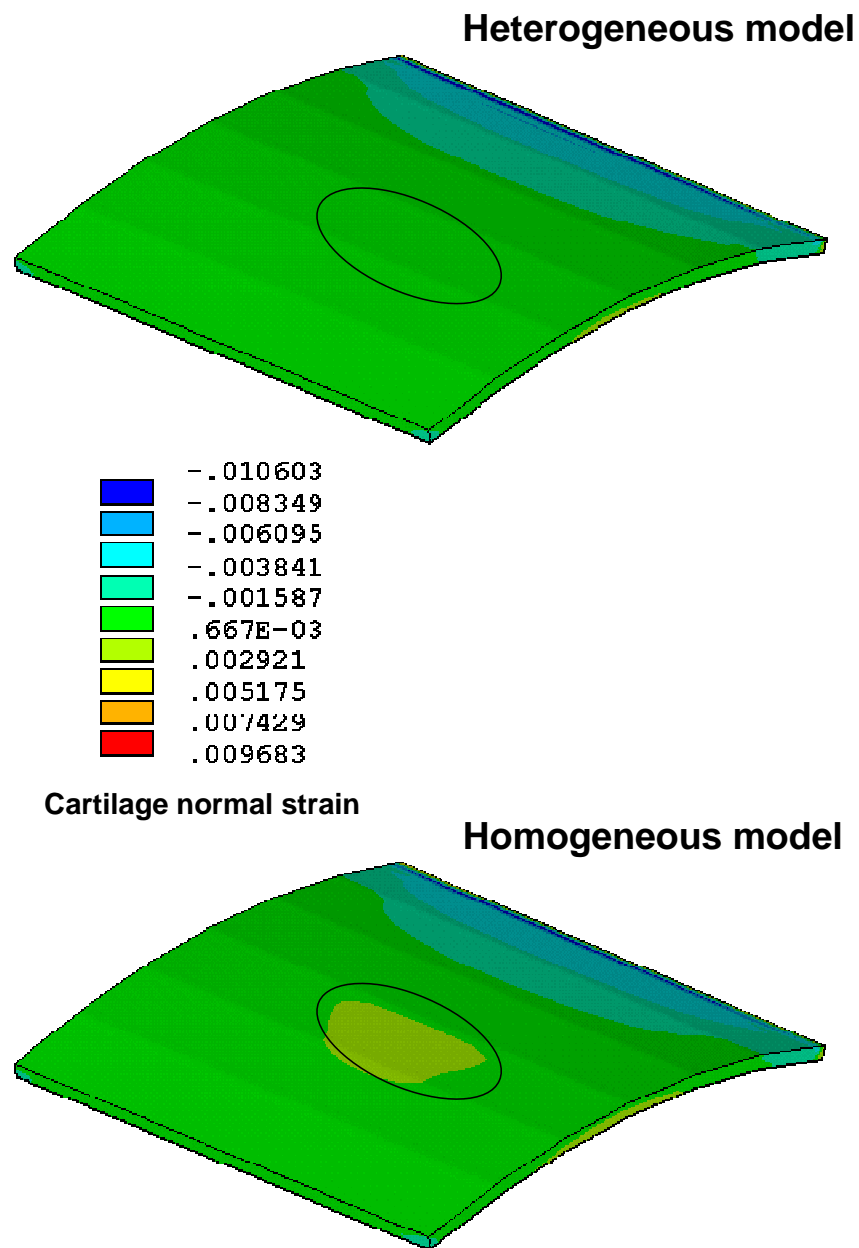 Heterogeneous model
-.010603
-.008349
-.006095
-.003841
-.001587
.667E-03
.002921
.005175
.007429
.009683
Cartilage normal strain
Homogeneous model